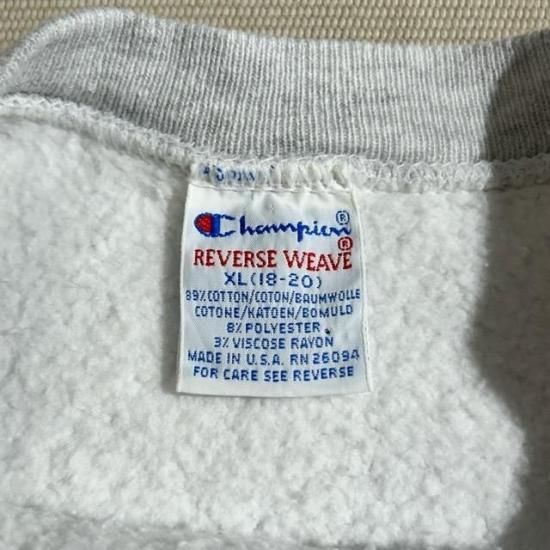 Champion®
®
REVERSE WEAVE
XL(18-20)
89% COTTON/COTON/BAUMWOLLE
COTONE/KATOEN/BOMULD
8% POLYESTER
3% VISCOSE RAYON
MADE IN U.S.A. RN 26094
FOR CARE SEE REVERSE